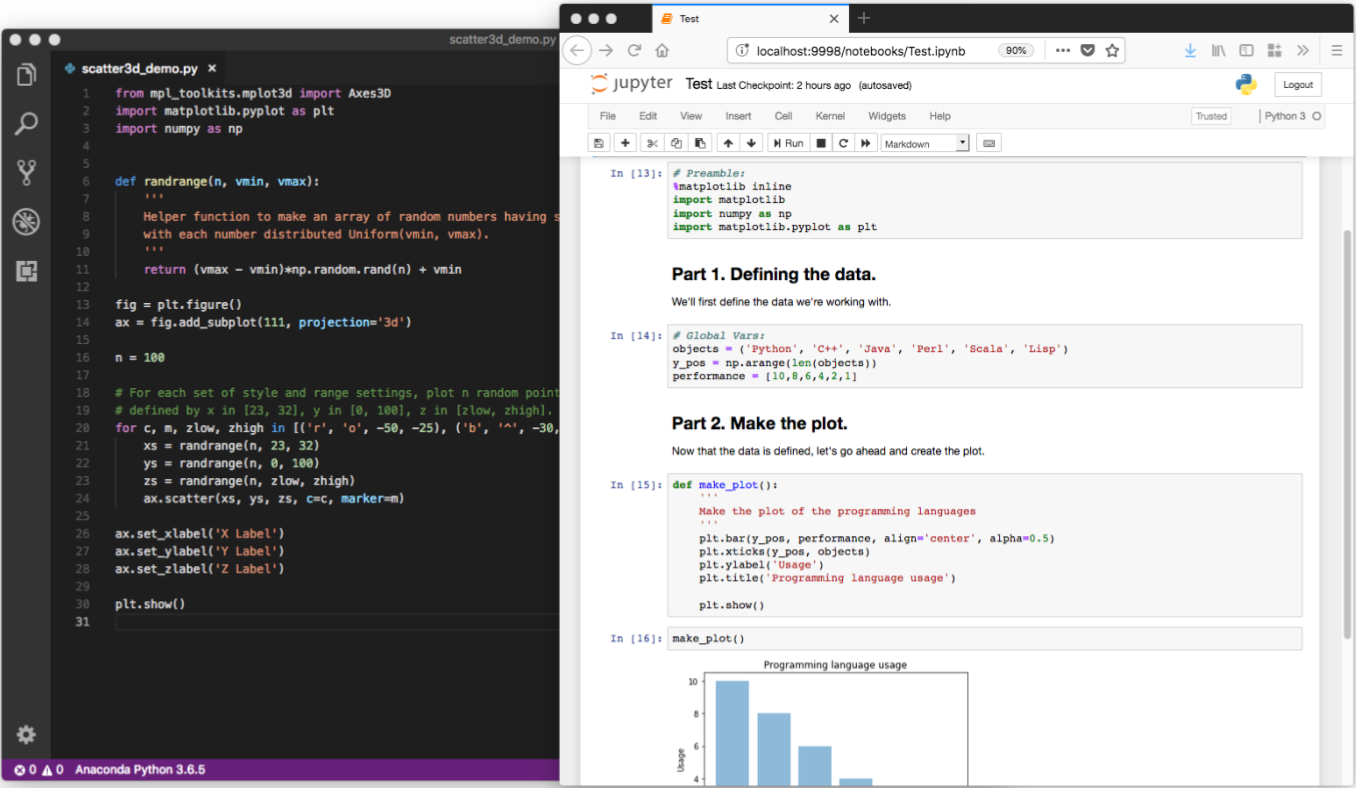 scatter3d_demo.py
scatter3d_demo.py ×
1 from mpl_toolkits.mplot3d import Axes3D
2 import matplotlib.pyplot as plt
3 import numpy as np
4
5
6 def randrange(n, vmin, vmax):
7 '''
8 Helper function to make an array of random numbers having s
9 with each number distributed Uniform(vmin, vmax).
10 '''
11 return (vmax - vmin)*np.random.rand(n) + vmin
12
13 fig = plt.figure()
14 ax = fig.add_subplot(111, projection='3d')
15
16 n = 100
17
18 # For each set of style and range settings, plot n random point
19 # defined by x in [23, 32], y in [0, 100], z in [zlow, zhigh].
20 for c, m, zlow, zhigh in [('r', 'o', -50, -25), ('b', '^', -30,
21 xs = randrange(n, 23, 32)
22 ys = randrange(n, 0, 100)
23 zs = randrange(n, zlow, zhigh)
24 ax.scatter(xs, ys, zs, c=c, marker=m)
25
26 ax.set_xlabel('X Label')
27 ax.set_ylabel('Y Label')
28 ax.set_zlabel('Z Label')
29
30 plt.show()
31
0 0 Anaconda Python 3.6.5
Test
localhost:9998/notebooks/Test.ipynb 90%
jupyter Test Last Checkpoint: 2 hours ago (autosaved) Logout
File Edit View Insert Cell Kernel Widgets Help Trusted Python 3
Run Markdown
In [13]: # Preamble:
%matplotlib inline
import matplotlib
import numpy as np
import matplotlib.pyplot as plt
Part 1. Defining the data.
We'll first define the data we're working with.
In [14]: # Global Vars:
objects = ('Python', 'C++', 'Java', 'Perl', 'Scala', 'Lisp')
y_pos = np.arange(len(objects))
performance = [10,8,6,4,2,1]
Part 2. Make the plot.
Now that the data is defined, let's go ahead and create the plot.
In [15]: def make_plot():
'''
Make the plot of the programming languages
'''
plt.bar(y_pos, performance, align='center', alpha=0.5)
plt.xticks(y_pos, objects)
plt.ylabel('Usage')
plt.title('Programming language usage')
plt.show()
In [16]: make_plot()
Programming language usage
10
8
6
4
Usage